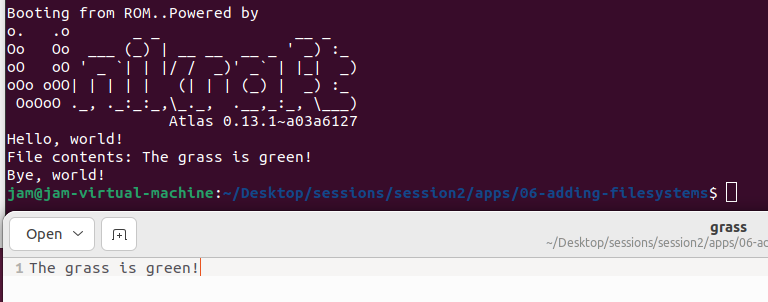 Booting from ROM..Powered by
o.   .o       _ _               __ _
Oo   Oo  ___ (_) | __ __  __ _ ' _) :_
oO   oO ' _ `| | |/ /  _)' _` | |_|  _)
oOo oOO| | | | |   (| | | (_) |  _) :_
 OoOoO ._, ._:_:_,\_._,  .__,_:_, \___)
                  Atlas 0.13.1~a03a6127
Hello, world!
File contents: The grass is green!
Bye, world!
jam@jam-virtual-machine:~/Desktop/sessions/session2/apps/06-adding-filesystems$
Open
grass
~/Desktop/sessions/session2/apps/06-ac
1 The grass is green!